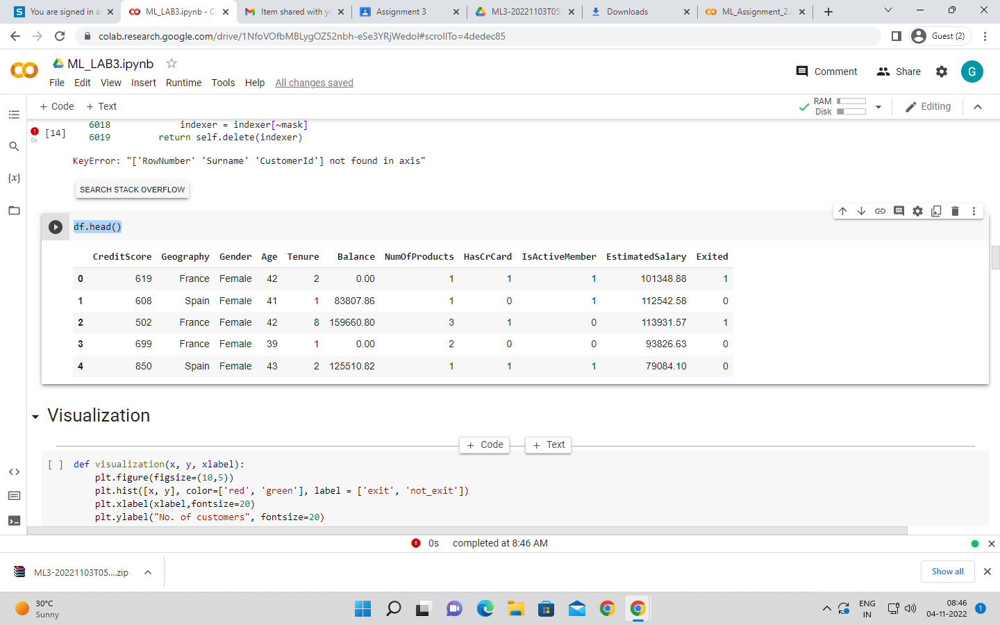 You are signed in a
ML_LAB3.ipynb - C
Item shared with y
Assignment 3
ML3-20221103T05
Downloads
ML_Assignment_2.i
colab.research.google.com/drive/1NfoVOfbMBLygOZ52nbh-eSe3YRjWedoI#scrollTo=4dedec85
Guest (2)
ML_LAB3.ipynb
Comment
Share
G
File Edit View Insert Runtime Tools Help All changes saved
+ Code + Text
RAM
Disk
Editing
6018 indexer = indexer[~mask]
[14]
0s
6019 return self.delete(indexer)
KeyError: "['RowNumber' 'Surname' 'CustomerId'] not found in axis"
SEARCH STACK OVERFLOW
{x}
df.head()
CreditScore Geography Gender Age Tenure Balance NumOfProducts HasCrCard IsActiveMember EstimatedSalary Exited
0 619 France Female 42 2 0.00 1 1 1 101348.88 1
1 608 Spain Female 41 1 83807.86 1 0 1 112542.58 0
2 502 France Female 42 8 159660.80 3 1 0 113931.57 1
3 699 France Female 39 1 0.00 2 0 0 93826.63 0
4 850 Spain Female 43 2 125510.82 1 1 1 79084.10 0
Visualization
+ Code + Text
[ ] def visualization(x, y, xlabel):
plt.figure(figsize=(10,5))
plt.hist([x, y], color=['red', 'green'], label = ['exit', 'not_exit'])
plt.xlabel(xlabel,fontsize=20)
plt.ylabel("No. of customers", fontsize=20)
0s completed at 8:46 AM
ML3-20221103T05....zip
Show all
30°C
Sunny
ENG
IN
08:46
04-11-2022
1